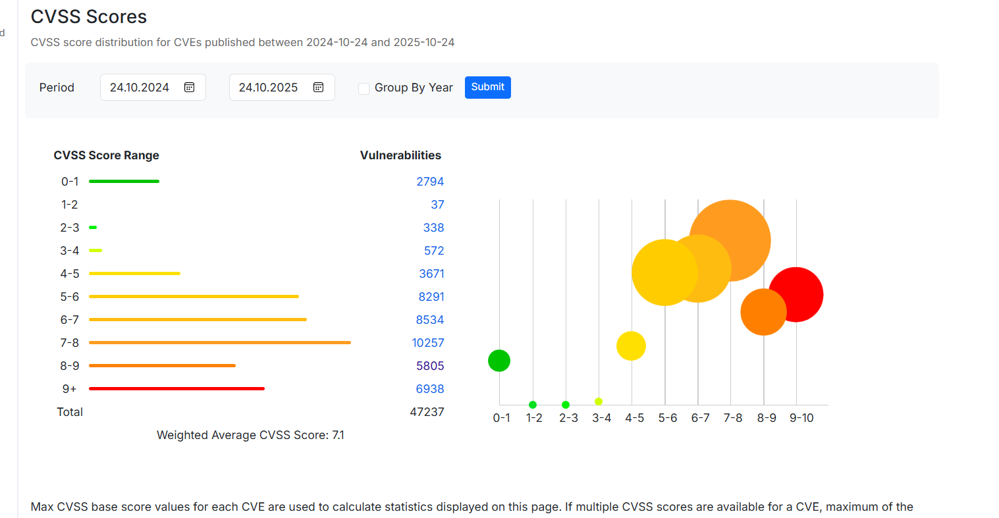 CVSS Scores
d
CVSS score distribution for CVEs published between 2024-10-24 and 2025-10-24
Period 24.10.2024 24.10.2025 Group By Year Submit
CVSS Score Range Vulnerabilities
0-1 2794
1-2 37
2-3 338
3-4 572
4-5 3671
5-6 8291
6-7 8534
7-8 10257
8-9 5805
9+ 6938
Total 47237
Weighted Average CVSS Score: 7.1
0-1 1-2 2-3 3-4 4-5 5-6 6-7 7-8 8-9 9-10
Max CVSS base score values for each CVE are used to calculate statistics displayed on this page. If multiple CVSS scores are available for a CVE, maximum of the